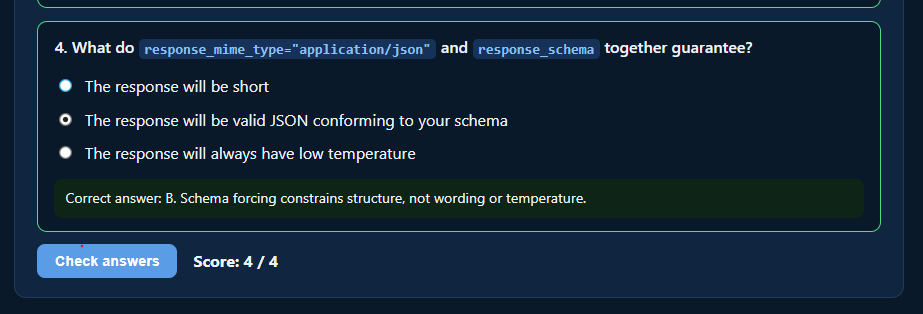 4. What do response_mime_type="application/json" and response_schema together guarantee?
The response will be short
The response will be valid JSON conforming to your schema
The response will always have low temperature
Correct answer: B. Schema forcing constrains structure, not wording or temperature.
Check answers Score: 4 / 4